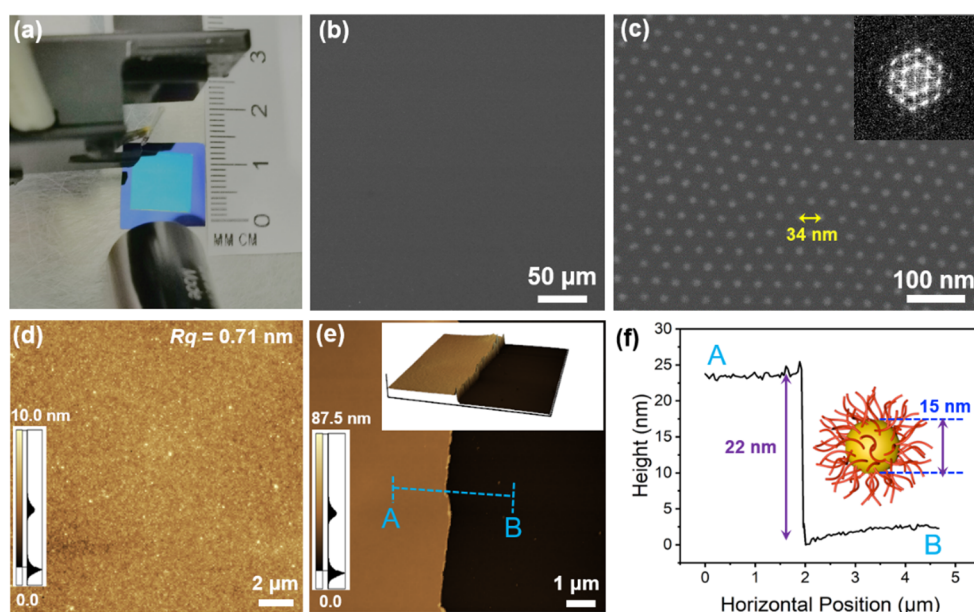 (a)
3
2
1
0
MM CM
(b)
50 µm
(c)
34 nm
100 nm
(d)
Rq = 0.71 nm
10.0 nm
0.0
2 µm
(e)
87.5 nm
0.0
A
B
1 µm
(f)
Height (nm)
30
25
20
15
10
5
0
A
22 nm
15 nm
B
0
1
2
3
4
5
Horizontal Position (µm)